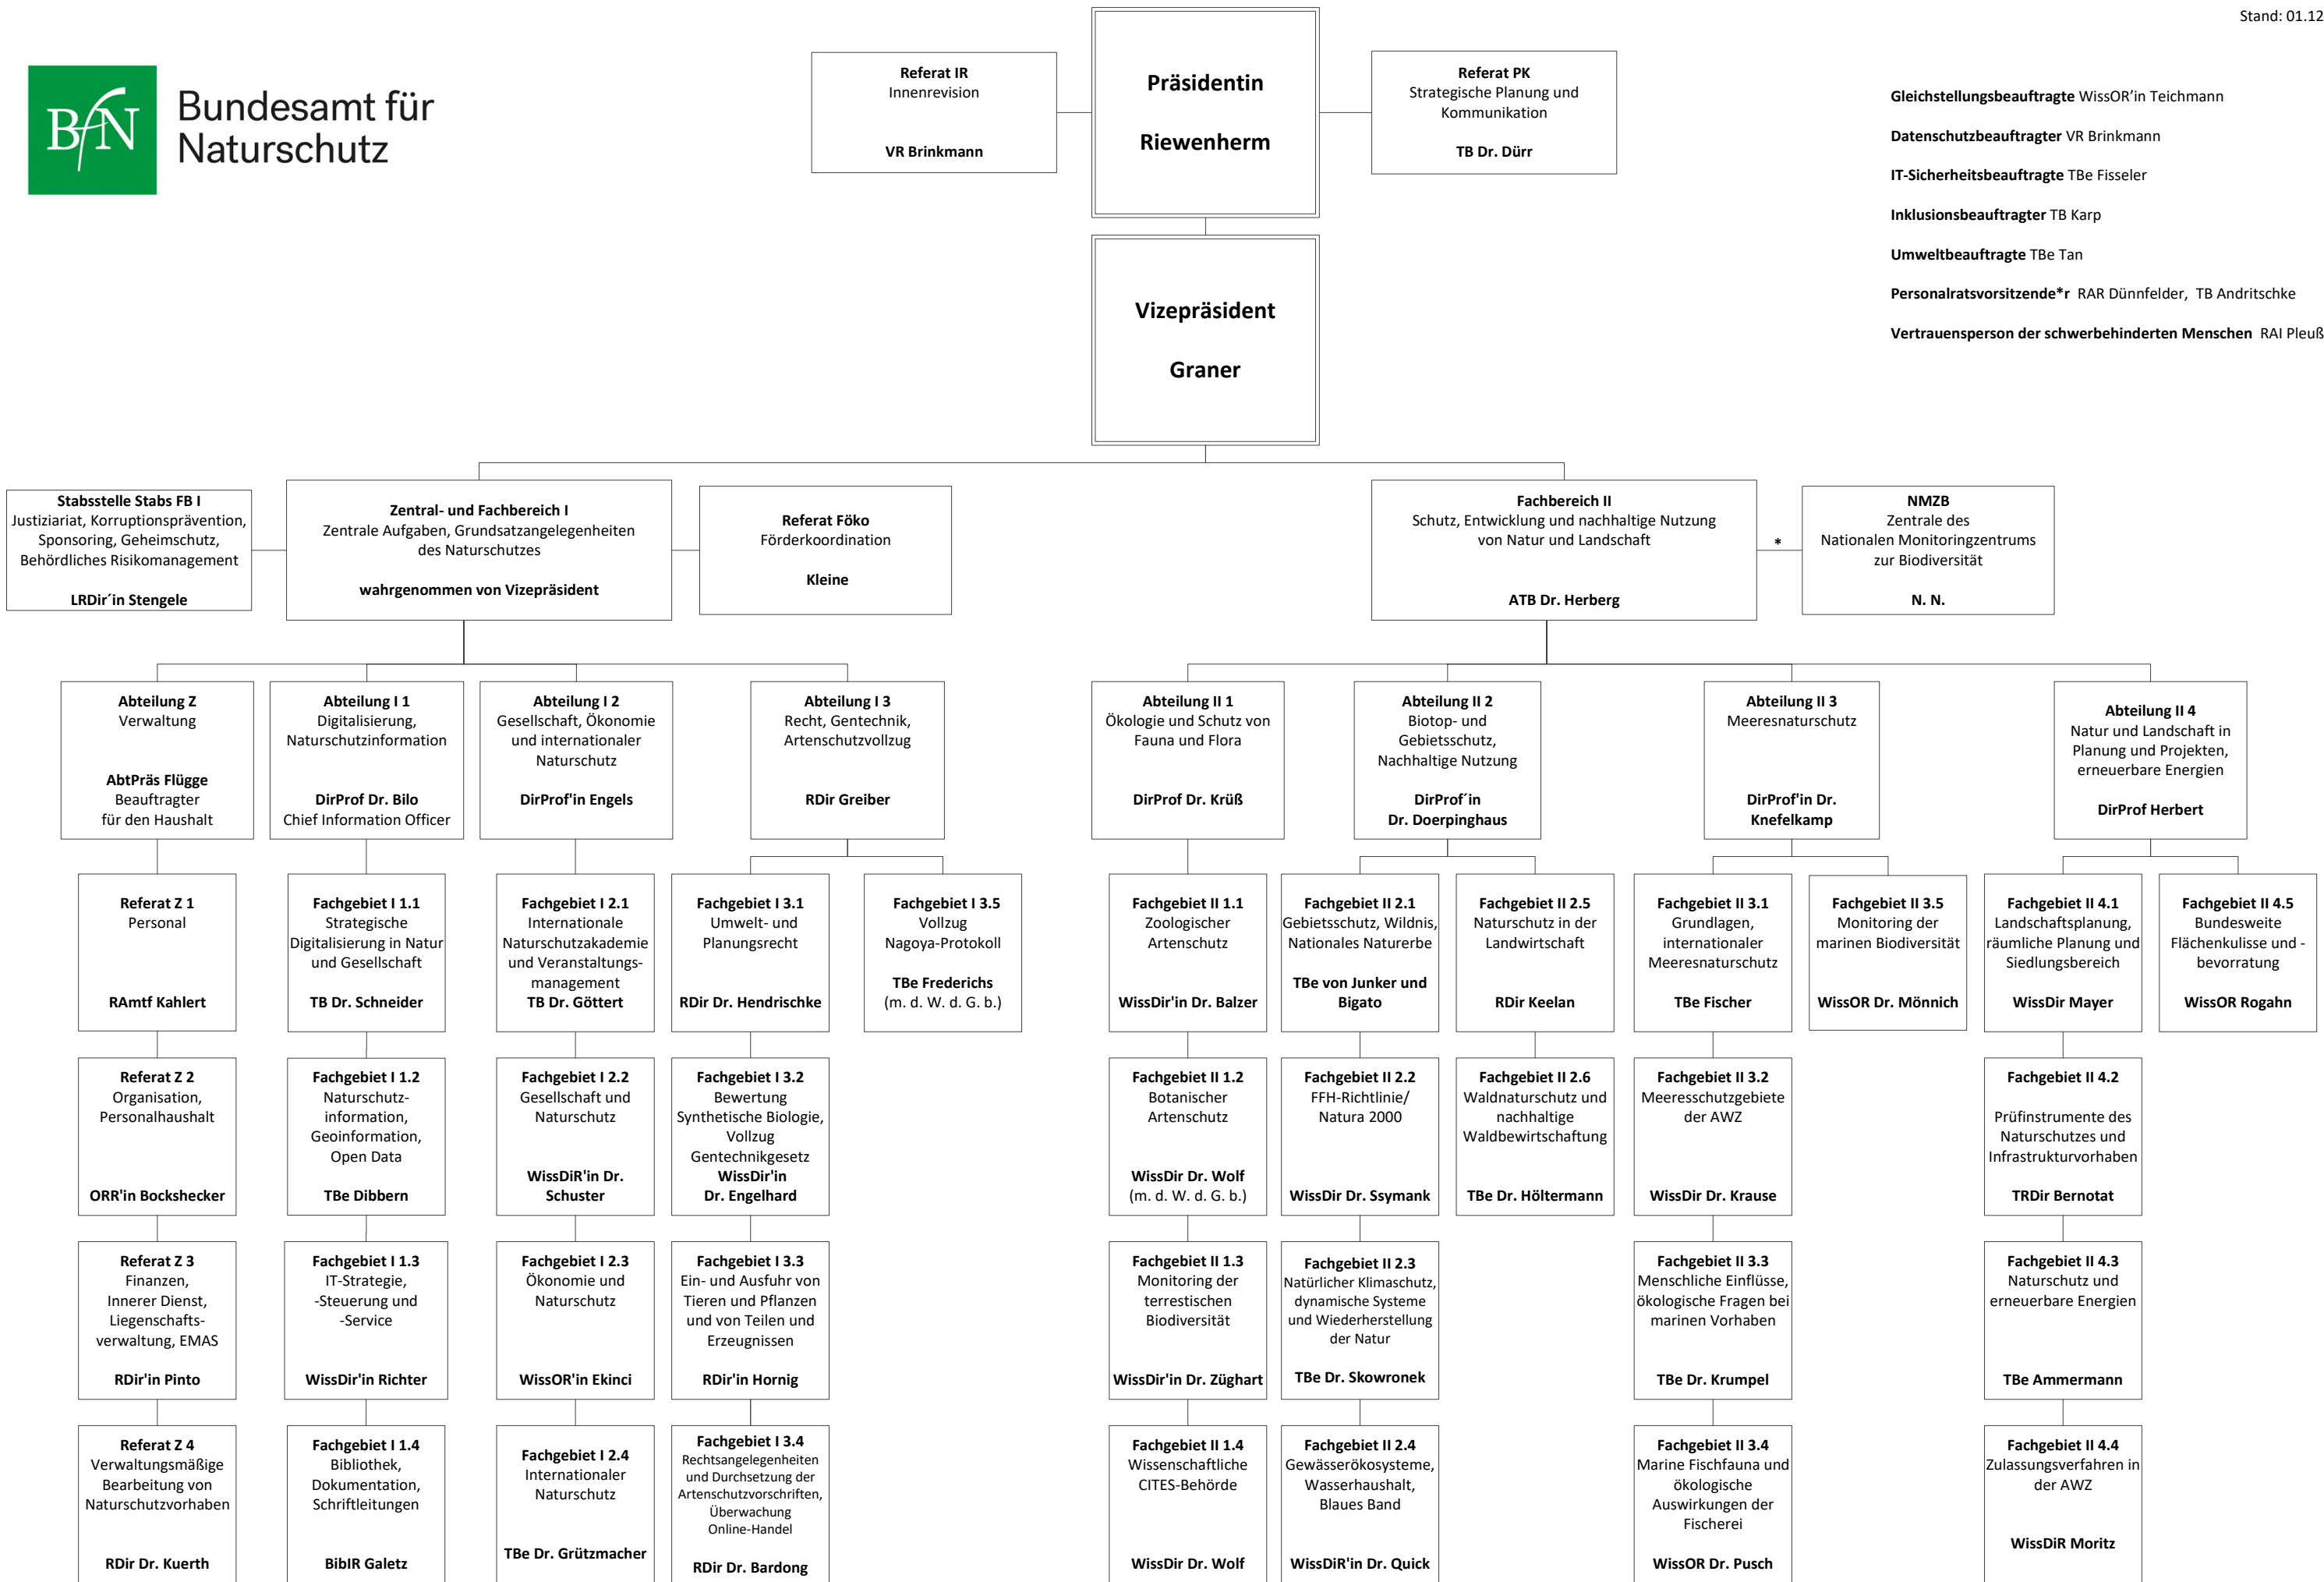 Stand: 01.12
BfN
Bundesamt für
Naturschutz
Referat IR
Innenrevision
VR Brinkmann
Präsidentin
Riewenherm
Referat PK
Strategische Planung und
Kommunikation
TB Dr. Dürr
Gleichstellungsbeauftragte WissOR'in Teichmann
Datenschutzbeauftragter VR Brinkmann
IT-Sicherheitsbeauftragte TBe Fisseler
Inklusionsbeauftragter TB Karp
Umweltbeauftragte TBe Tan
Personalratsvorsitzende*r RAR Dünnfelder, TB Andritschke
Vertrauensperson der schwerbehinderten Menschen RAI Pleuß
Vizepräsident
Graner
Stabsstelle Stabs FB I
Justiziariat, Korruptionsprävention,
Sponsoring, Geheimschutz,
Behördliches Risikomanagement
LRDir´in Stengele
Zentral- und Fachbereich I
Zentrale Aufgaben, Grundsatzangelegenheiten
des Naturschutzes
wahrgenommen von Vizepräsident
Referat Föko
Förderkoordination
Kleine
Fachbereich II
Schutz, Entwicklung und nachhaltige Nutzung
von Natur und Landschaft
ATB Dr. Herberg
*
NMZB
Zentrale des
Nationalen Monitoringzentrums
zur Biodiversität
N. N.
Abteilung Z
Verwaltung
AbtPräs Flügge
Beauftragter
für den Haushalt
Abteilung I 1
Digitalisierung,
Naturschutzinformation
DirProf Dr. Bilo
Chief Information Officer
Abteilung I 2
Gesellschaft, Ökonomie
und internationaler
Naturschutz
DirProf'in Engels
Abteilung I 3
Recht, Gentechnik,
Artenschutzvollzug
RDir Greiber
Abteilung II 1
Ökologie und Schutz von
Fauna und Flora
DirProf Dr. Krüß
Abteilung II 2
Biotop- und
Gebietsschutz,
Nachhaltige Nutzung
DirProf´in
Dr. Doerpinghaus
Abteilung II 3
Meeresnaturschutz
DirProf'in Dr.
Knefelkamp
Abteilung II 4
Natur und Landschaft in
Planung und Projekten,
erneuerbare Energien
DirProf Herbert
Referat Z 1
Personal
RAmtf Kahlert
Fachgebiet I 1.1
Strategische
Digitalisierung in Natur
und Gesellschaft
TB Dr. Schneider
Fachgebiet I 2.1
Internationale
Naturschutzakademie
und Veranstaltungs-
management
TB Dr. Göttert
Fachgebiet I 3.1
Umwelt- und
Planungsrecht
RDir Dr. Hendrischke
Fachgebiet I 3.5
Vollzug
Nagoya-Protokoll
TBe Frederichs
(m. d. W. d. G. b.)
Fachgebiet II 1.1
Zoologischer
Artenschutz
WissDir'in Dr. Balzer
Fachgebiet II 2.1
Gebietsschutz, Wildnis,
Nationales Naturerbe
TBe von Junker und
Bigato
Fachgebiet II 2.5
Naturschutz in der
Landwirtschaft
RDir Keelan
Fachgebiet II 3.1
Grundlagen,
internationaler
Meeresnaturschutz
TBe Fischer
Fachgebiet II 3.5
Monitoring der
marinen Biodiversität
WissOR Dr. Mönnich
Fachgebiet II 4.1
Landschaftsplanung,
räumliche Planung und
Siedlungsbereich
WissDir Mayer
Fachgebiet II 4.5
Bundesweite
Flächenkulisse und -
bevorratung
WissOR Rogahn
Referat Z 2
Organisation,
Personalhaushalt
ORR'in Bockshecker
Fachgebiet I 1.2
Naturschutz-
information,
Geoinformation,
Open Data
TBe Dibbern
Fachgebiet I 2.2
Gesellschaft und
Naturschutz
WissDiR'in Dr.
Schuster
Fachgebiet I 3.2
Bewertung
Synthetische Biologie,
Vollzug
Gentechnikgesetz
WissDir'in
Dr. Engelhard
Fachgebiet II 1.2
Botanischer
Artenschutz
WissDir Dr. Wolf
(m. d. W. d. G. b.)
Fachgebiet II 2.2
FFH-Richtlinie/
Natura 2000
WissDir Dr. Ssymank
Fachgebiet II 2.6
Waldnaturschutz und
nachhaltige
Waldbewirtschaftung
TBe Dr. Höltermann
Fachgebiet II 3.2
Meeresschutzgebiete
der AWZ
WissDir Dr. Krause
Fachgebiet II 4.2
Prüfinstrumente des
Naturschutzes und
Infrastrukturvorhaben
TRDir Bernotat
Referat Z 3
Finanzen,
Innerer Dienst,
Liegenschafts-
verwaltung, EMAS
RDir'in Pinto
Fachgebiet I 1.3
IT-Strategie,
-Steuerung und
-Service
WissDir'in Richter
Fachgebiet I 2.3
Ökonomie und
Naturschutz
WissOR'in Ekinci
Fachgebiet I 3.3
Ein- und Ausfuhr von
Tieren und Pflanzen
und von Teilen und
Erzeugnissen
RDir'in Hornig
Fachgebiet II 1.3
Monitoring der
terrestischen
Biodiversität
WissDir'in Dr. Züghart
Fachgebiet II 2.3
Natürlicher Klimaschutz,
dynamische Systeme
und Wiederherstellung
der Natur
TBe Dr. Skowronek
Fachgebiet II 3.3
Menschliche Einflüsse,
ökologische Fragen bei
marinen Vorhaben
TBe Dr. Krumpel
Fachgebiet II 4.3
Naturschutz und
erneuerbare Energien
TBe Ammermann
Referat Z 4
Verwaltungsmäßige
Bearbeitung von
Naturschutzvorhaben
RDir Dr. Kuerth
Fachgebiet I 1.4
Bibliothek,
Dokumentation,
Schriftleitungen
BiblR Galetz
Fachgebiet I 2.4
Internationaler
Naturschutz
TBe Dr. Grützmacher
Fachgebiet I 3.4
Rechtsangelegenheiten
und Durchsetzung der
Artenschutzvorschriften,
Überwachung
Online-Handel
RDir Dr. Bardong
Fachgebiet II 1.4
Wissenschaftliche
CITES-Behörde
WissDir Dr. Wolf
Fachgebiet II 2.4
Gewässerökosysteme,
Wasserhaushalt,
Blaues Band
WissDiR'in Dr. Quick
Fachgebiet II 3.4
Marine Fischfauna und
ökologische
Auswirkungen der
Fischerei
WissOR Dr. Pusch
Fachgebiet II 4.4
Zulassungsverfahren in
der AWZ
WissDiR Moritz